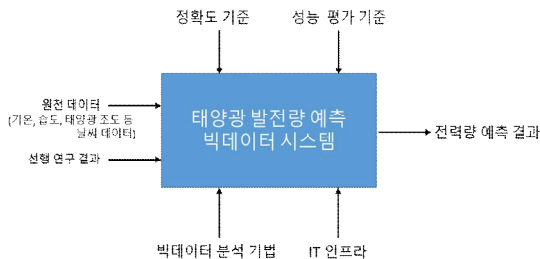 정확도 기준
성능 평가 기준
원천 데이터
(기온, 습도, 태양광 조도 등
날씨 데이터)
선행 연구 결과
태양광 발전량 예측
빅데이터 시스템
전력량 예측 결과
빅데이터 분석 기법
IT 인프라